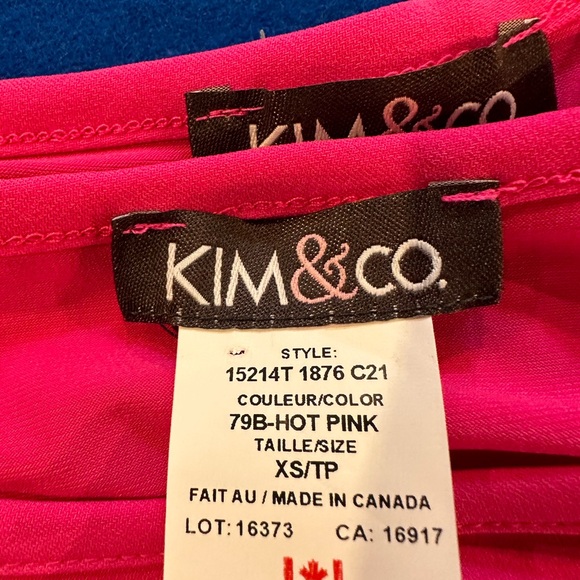 KIM&CO
KIM&CO.
STYLE:
15214T 1876 C21
COULEUR/COLOR
79B-HOT PINK
TAILLE/SIZE
XS/TP
FAIT AU / MADE IN CANADA
LOT: 16373 CA: 16917